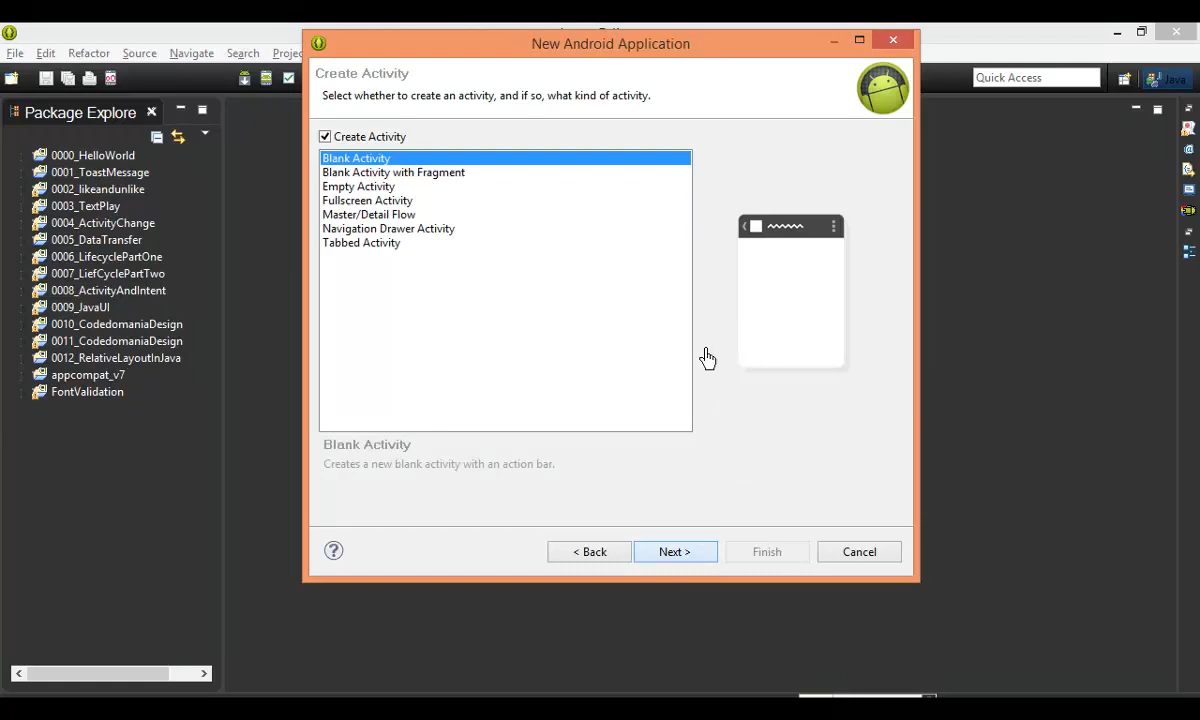 New Android Application
File Edit Refactor Source Navigate Search Projec
Create Activity
Select whether to create an activity, and if so, what kind of activity.
Quick Access
Java
Package Explore
Create Activity
0000_HelloWorld
0001_ToastMessage
0002_likeandunlike
0003_TextPlay
0004_ActivityChange
0005_DataTransfer
0006_LifecyclePartOne
0007_LiefCyclePartTwo
0008_ActivityAndIntent
0009_JavaUI
0010_CodedomaniaDesign
0011_CodedomaniaDesign
0012_RelativeLayoutInJava
appcompat_v7
FontValidation
Blank Activity
Blank Activity with Fragment
Empty Activity
Fullscreen Activity
Master/Detail Flow
Navigation Drawer Activity
Tabbed Activity
Blank Activity
Creates a new blank activity with an action bar.
?
< Back
Next >
Finish
Cancel